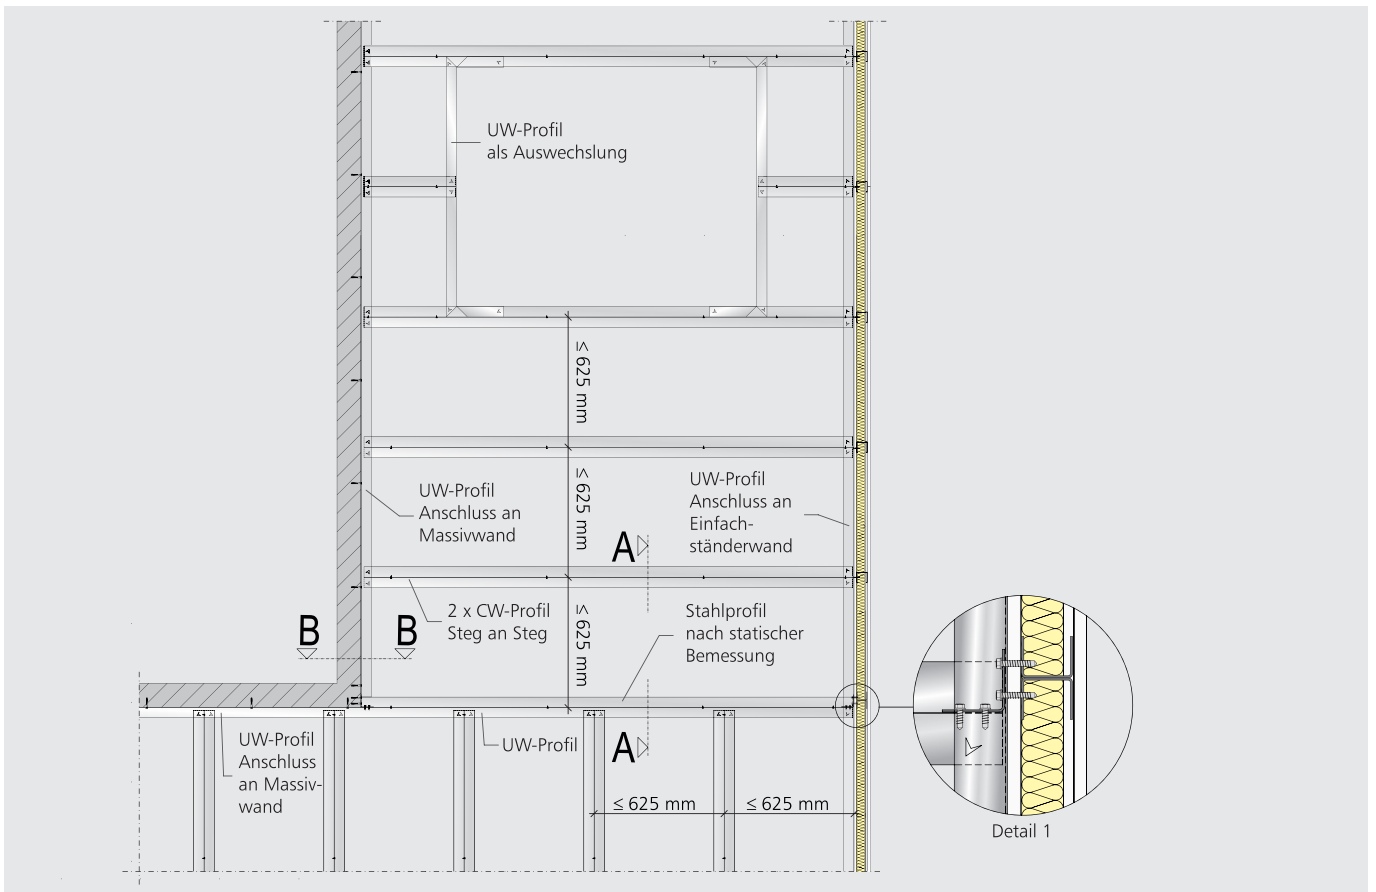 UW-Profil
als Auswechslung
≤ 625 mm
UW-Profil
Anschluss an
Massivwand
≤ 625 mm
UW-Profil
Anschluss an
Einfach-
ständerwand
A
B
B
2 x CW-Profil
Steg an Steg
≤ 625 mm
Stahlprofil
nach statischer
Bemessung
UW-Profil
Anschluss
an Massiv-
wand
UW-Profil
A
≤ 625 mm
≤ 625 mm
Detail 1